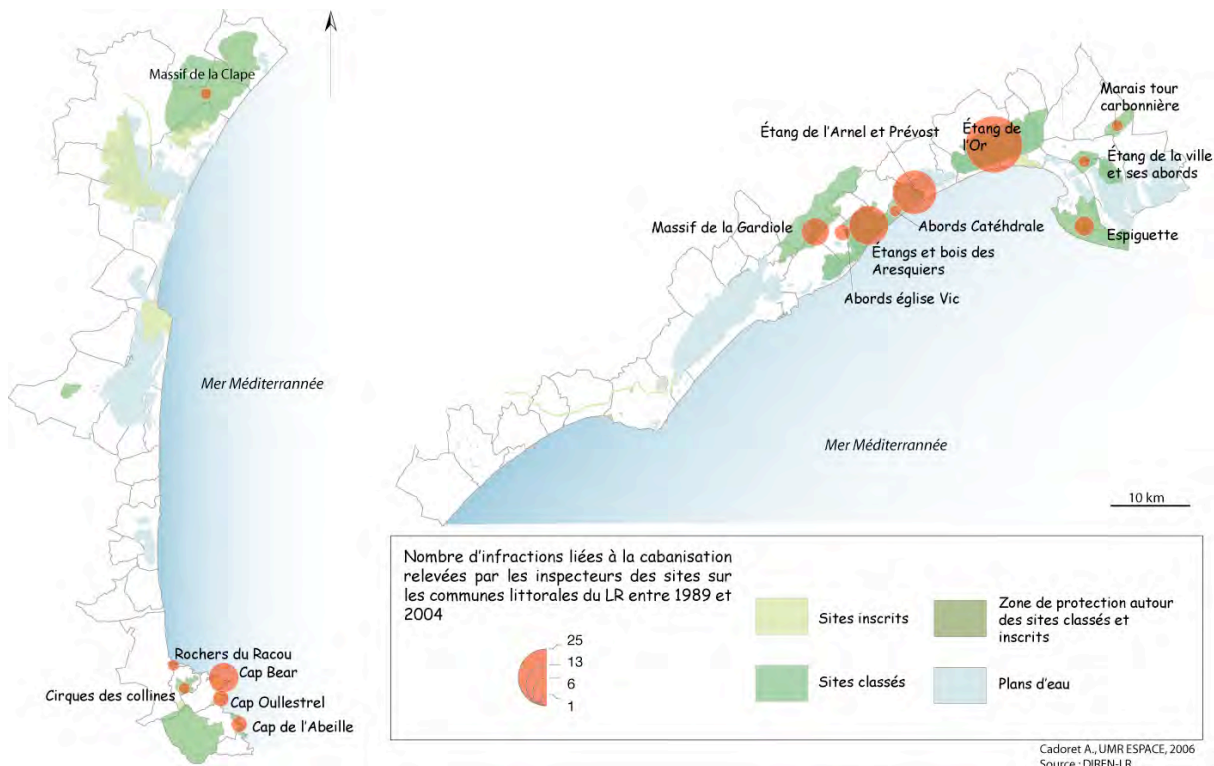 Massif de la Clape
Mer Méditerrannée
Rochers du Racou
Cap Bear
Cirques des collines
Cap Oullestrel
Cap de l'Abeille
Marais tour
carbonnière
Étang de l'Arnel et Prévost
Étang de
l'Or
Étang de la ville
et ses abords
Massif de la Gardiole
Abords Catéhdrale
Espiguette
Étangs et bois des
Aresquiers
Abords église Vic
Mer Méditerrannée
10 km
Nombre d'infractions liées à la cabanisation
relevées par les inspecteurs des sites sur
les communes littorales du LR entre 1989 et
2004
25
13
6
1
Sites inscrits
Sites classés
Zone de protection autour
des sites classés et
inscrits
Plans d'eau
Cadoret A., UMR ESPACE, 2006
Source : DIREN-LR